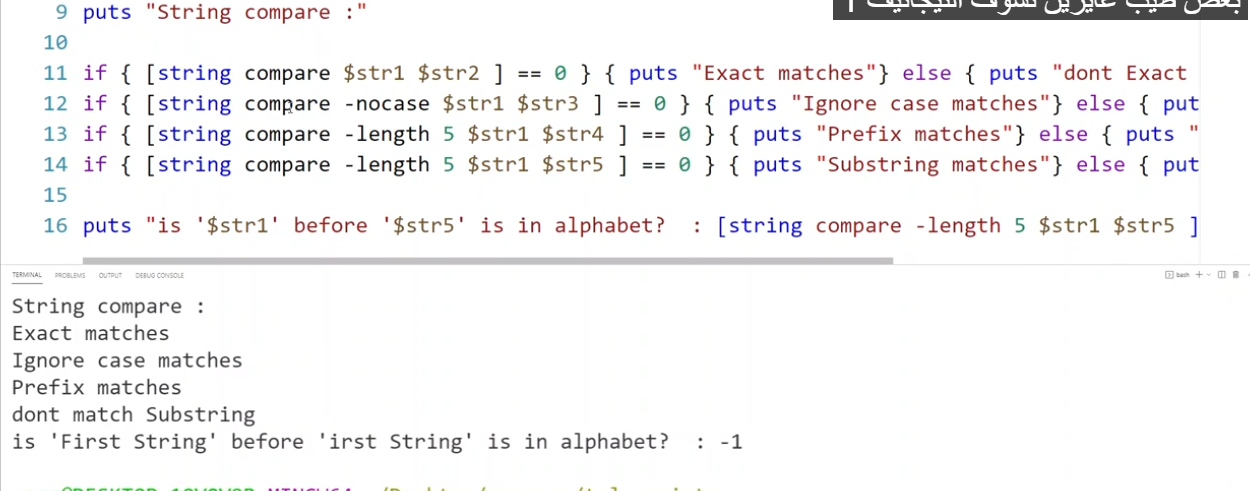 9 puts "String compare :"
10
11 if { [string compare $str1 $str2 ] == 0 } { puts "Exact matches"} else { puts "dont Exact
12 if { [string compare -nocase $str1 $str3 ] == 0 } { puts "Ignore case matches"} else { put
13 if { [string compare -length 5 $str1 $str4 ] == 0 } { puts "Prefix matches"} else { puts "
14 if { [string compare -length 5 $str1 $str5 ] == 0 } { puts "Substring matches"} else { put
15
16 puts "is '$str1' before '$str5' is in alphabet?  : [string compare -length 5 $str1 $str5 ]
TERMINAL PROBLEMS OUTPUT DEBUG CONSOLE bash
String compare :
Exact matches
Ignore case matches
Prefix matches
dont match Substring
is 'First String' before 'irst String' is in alphabet?  : -1